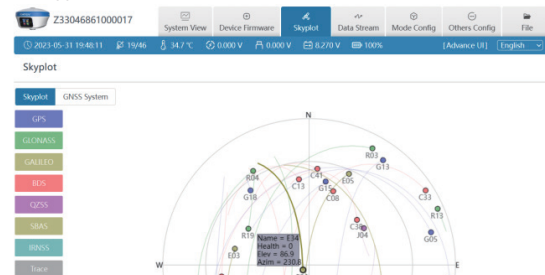 Z33046861000017
System View
Device Firmware
Skyplot
Data Stream
Mode Config
Others Config
File
2023-05-31 19:48:11 19/46 34.7 °C 0.000 V 0.000 V 8.270 V 100% [Advance UI] English
Skyplot
Skyplot GNSS System
GPS
GLONASS
GALILEO
BDS
QZSS
SBAS
IRNSS
Trace
N
R03
G13
R04
C41
C13
G15
E05
C08
G18
C33
R13
J04
G05
R19
E03
Name = E34
Health = 0
Elev = 86.9
Azim = 230.8
W
E